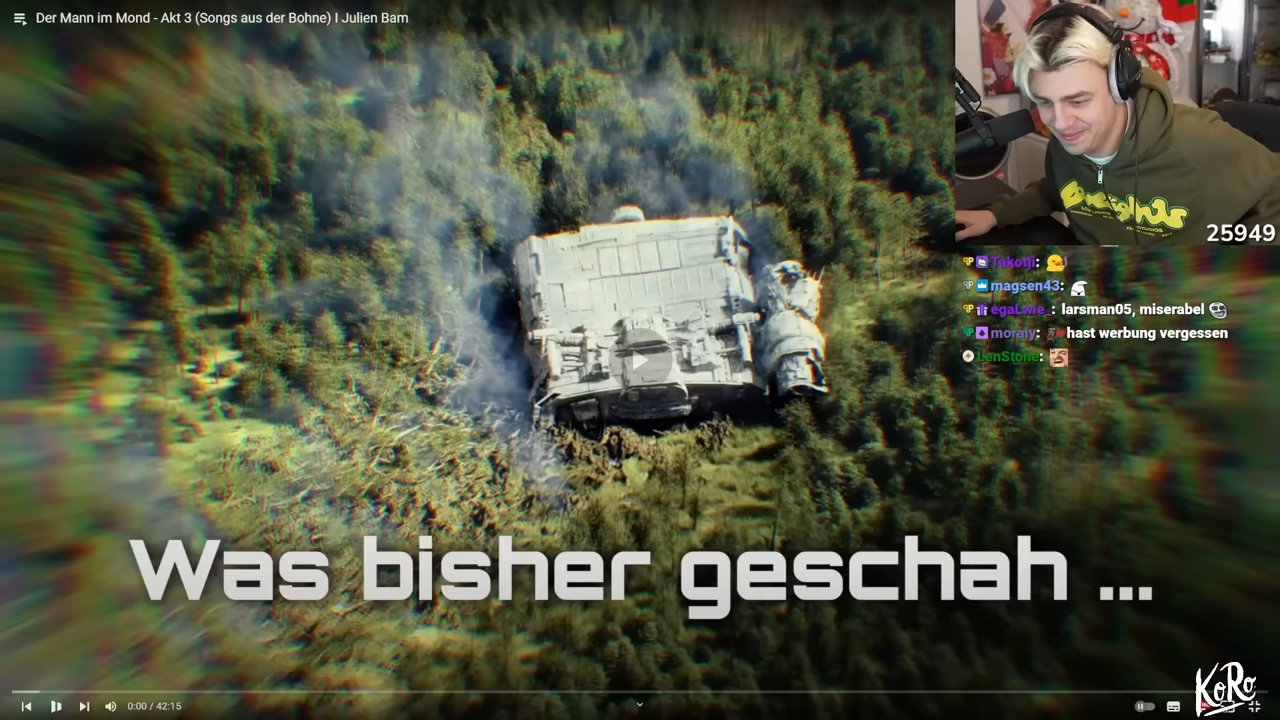 Der Mann im Mond - Akt 3 (Songs aus der Bohne) I Julien Bam
25949
Takotji:
magsen43:
egaLwie_: larsman05, miserabel
moraiy: hast werbung vergessen
LenStone:
Was bisher geschah ...
0:00 / 42:15
KoRo